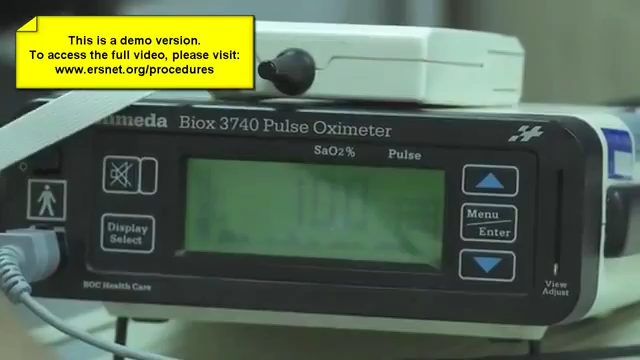 This is a demo version.
To access the full video, please visit:
www.ersnet.org/procedures
Biox 3740 Pulse Oximeter
SaO2% Pulse
Display
Select
Menu
Enter
BOC Health Care
View
Adjust